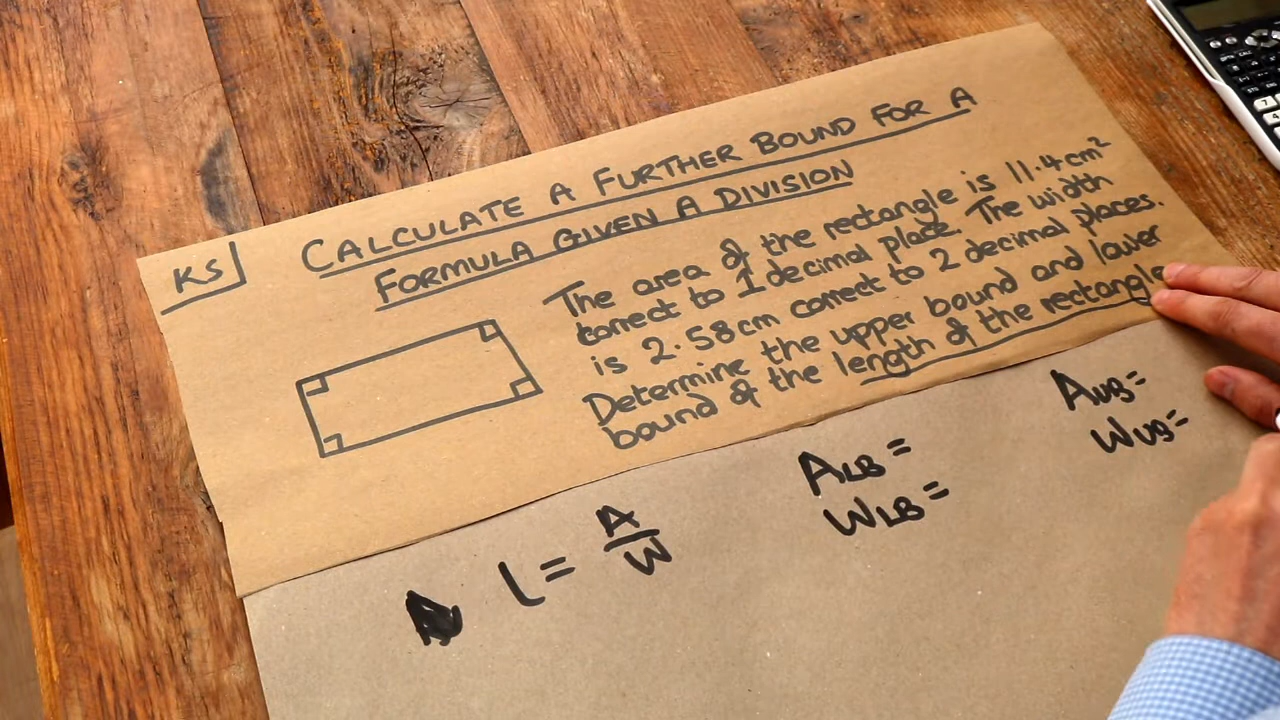 KS
CALCULATE A FURTHER BOUND FOR A
FORMULA GIVEN A DIVISION
The area of the rectangle is 11.4cm²
correct to 1 decimal place. The width
is 2.58cm correct to 2 decimal places.
Determine the upper bound and lower
bound of the length of the rectangle
L = A/W
ALB =
WLB =
AUB=
WUB=